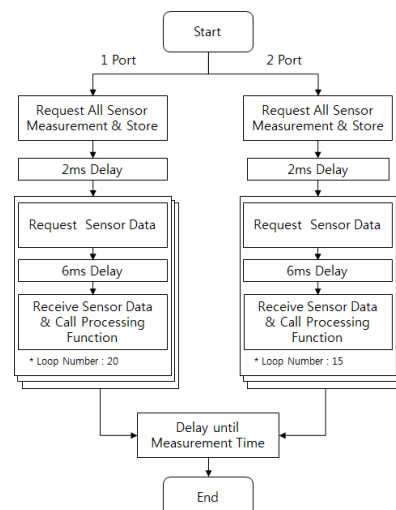 Start
1 Port
2 Port
Request All Sensor
Measurement & Store
2ms Delay
Request Sensor Data
6ms Delay
Receive Sensor Data
& Call Processing
Function
* Loop Number : 20
Request All Sensor
Measurement & Store
2ms Delay
Request Sensor Data
6ms Delay
Receive Sensor Data
& Call Processing
Function
* Loop Number : 15
Delay until
Measurement Time
End